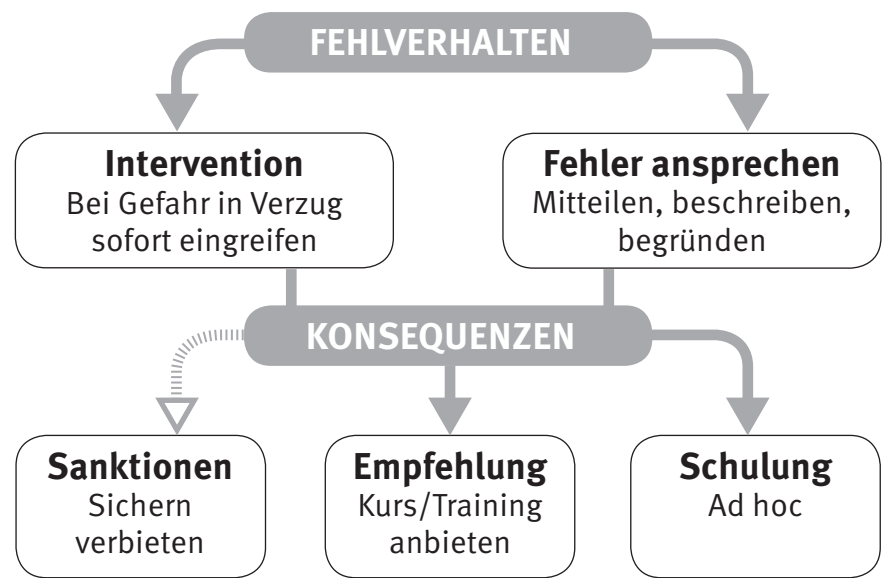 FEHLVERHALTEN
Intervention
Bei Gefahr in Verzug
sofort eingreifen
Fehler ansprechen
Mitteilen, beschreiben,
begründen
KONSEQUENZEN
Sanktionen
Sichern
verbieten
Empfehlung
Kurs/Training
anbieten
Schulung
Ad hoc